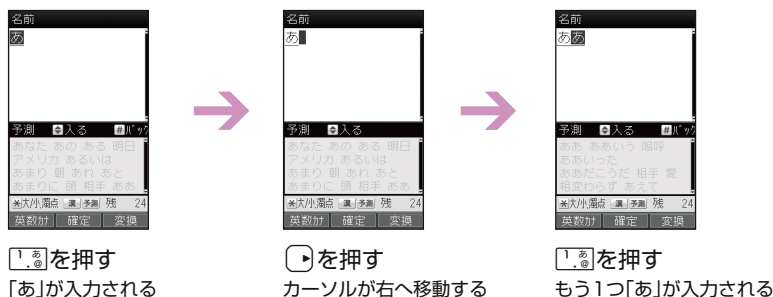 名前
あ
予測 入る #バック
あなた あの ある 明日
アメリカ あるいは
あまり 朝 あれ あと
あまりに 頭 相手 ああ
*大/小,濁点 漢 予測 残 24
英数カナ 確定 変換
1.あ@を押す
「あ」が入力される
名前
あ
予測 入る #バック
あなた あの ある 明日
アメリカ あるいは
あまり 朝 あれ あと
あまりに 頭 相手 ああ
*大/小,濁点 漢 予測 残 24
英数カナ 確定 変換
を押す
カーソルが右へ移動する
名前
ああ
予測 入る #バック
ああ ああいう 嗚呼
ああいった
ああだこうだ 相手 愛
相変わらず あえて
*大/小,濁点 漢 予測 残 24
英数カナ 確定 変換
1.あ@を押す
もう1つ「あ」が入力される